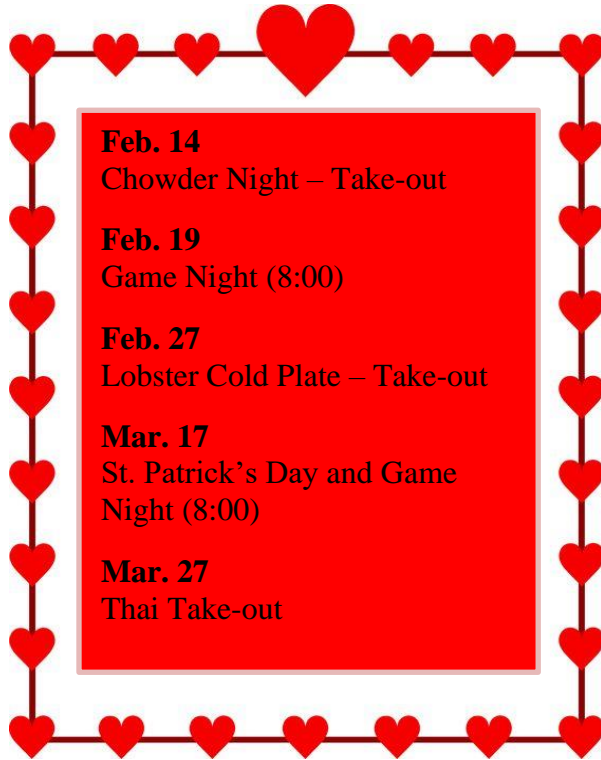 Feb. 14
Chowder Night – Take-out
Feb. 19
Game Night (8:00)
Feb. 27
Lobster Cold Plate – Take-out
Mar. 17
St. Patrick’s Day and Game
Night (8:00)
Mar. 27
Thai Take-out